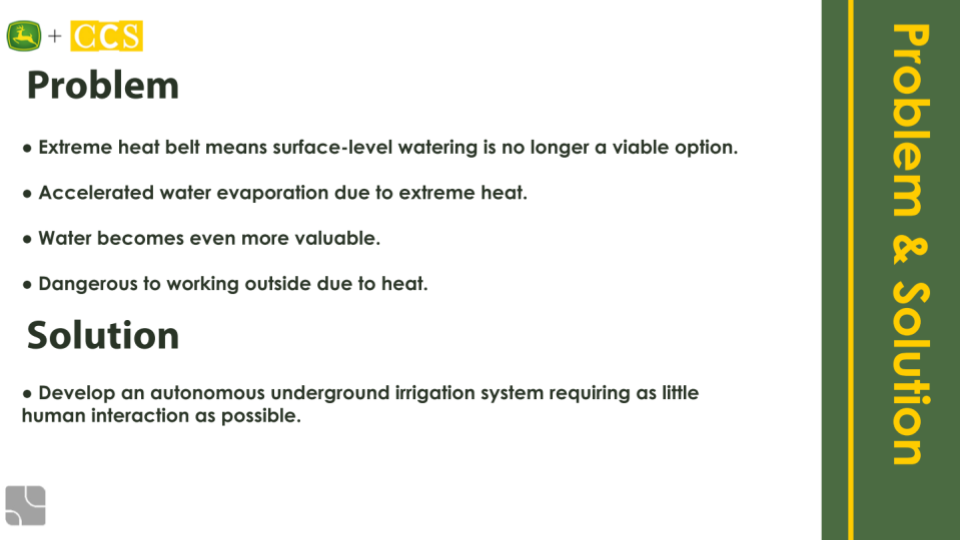 + CCS
Problem
● Extreme heat belt means surface-level watering is no longer a viable option.
● Accelerated water evaporation due to extreme heat.
● Water becomes even more valuable.
● Dangerous to working outside due to heat.
Solution
● Develop an autonomous underground irrigation system requiring as little
human interaction as possible.
Problem & Solution